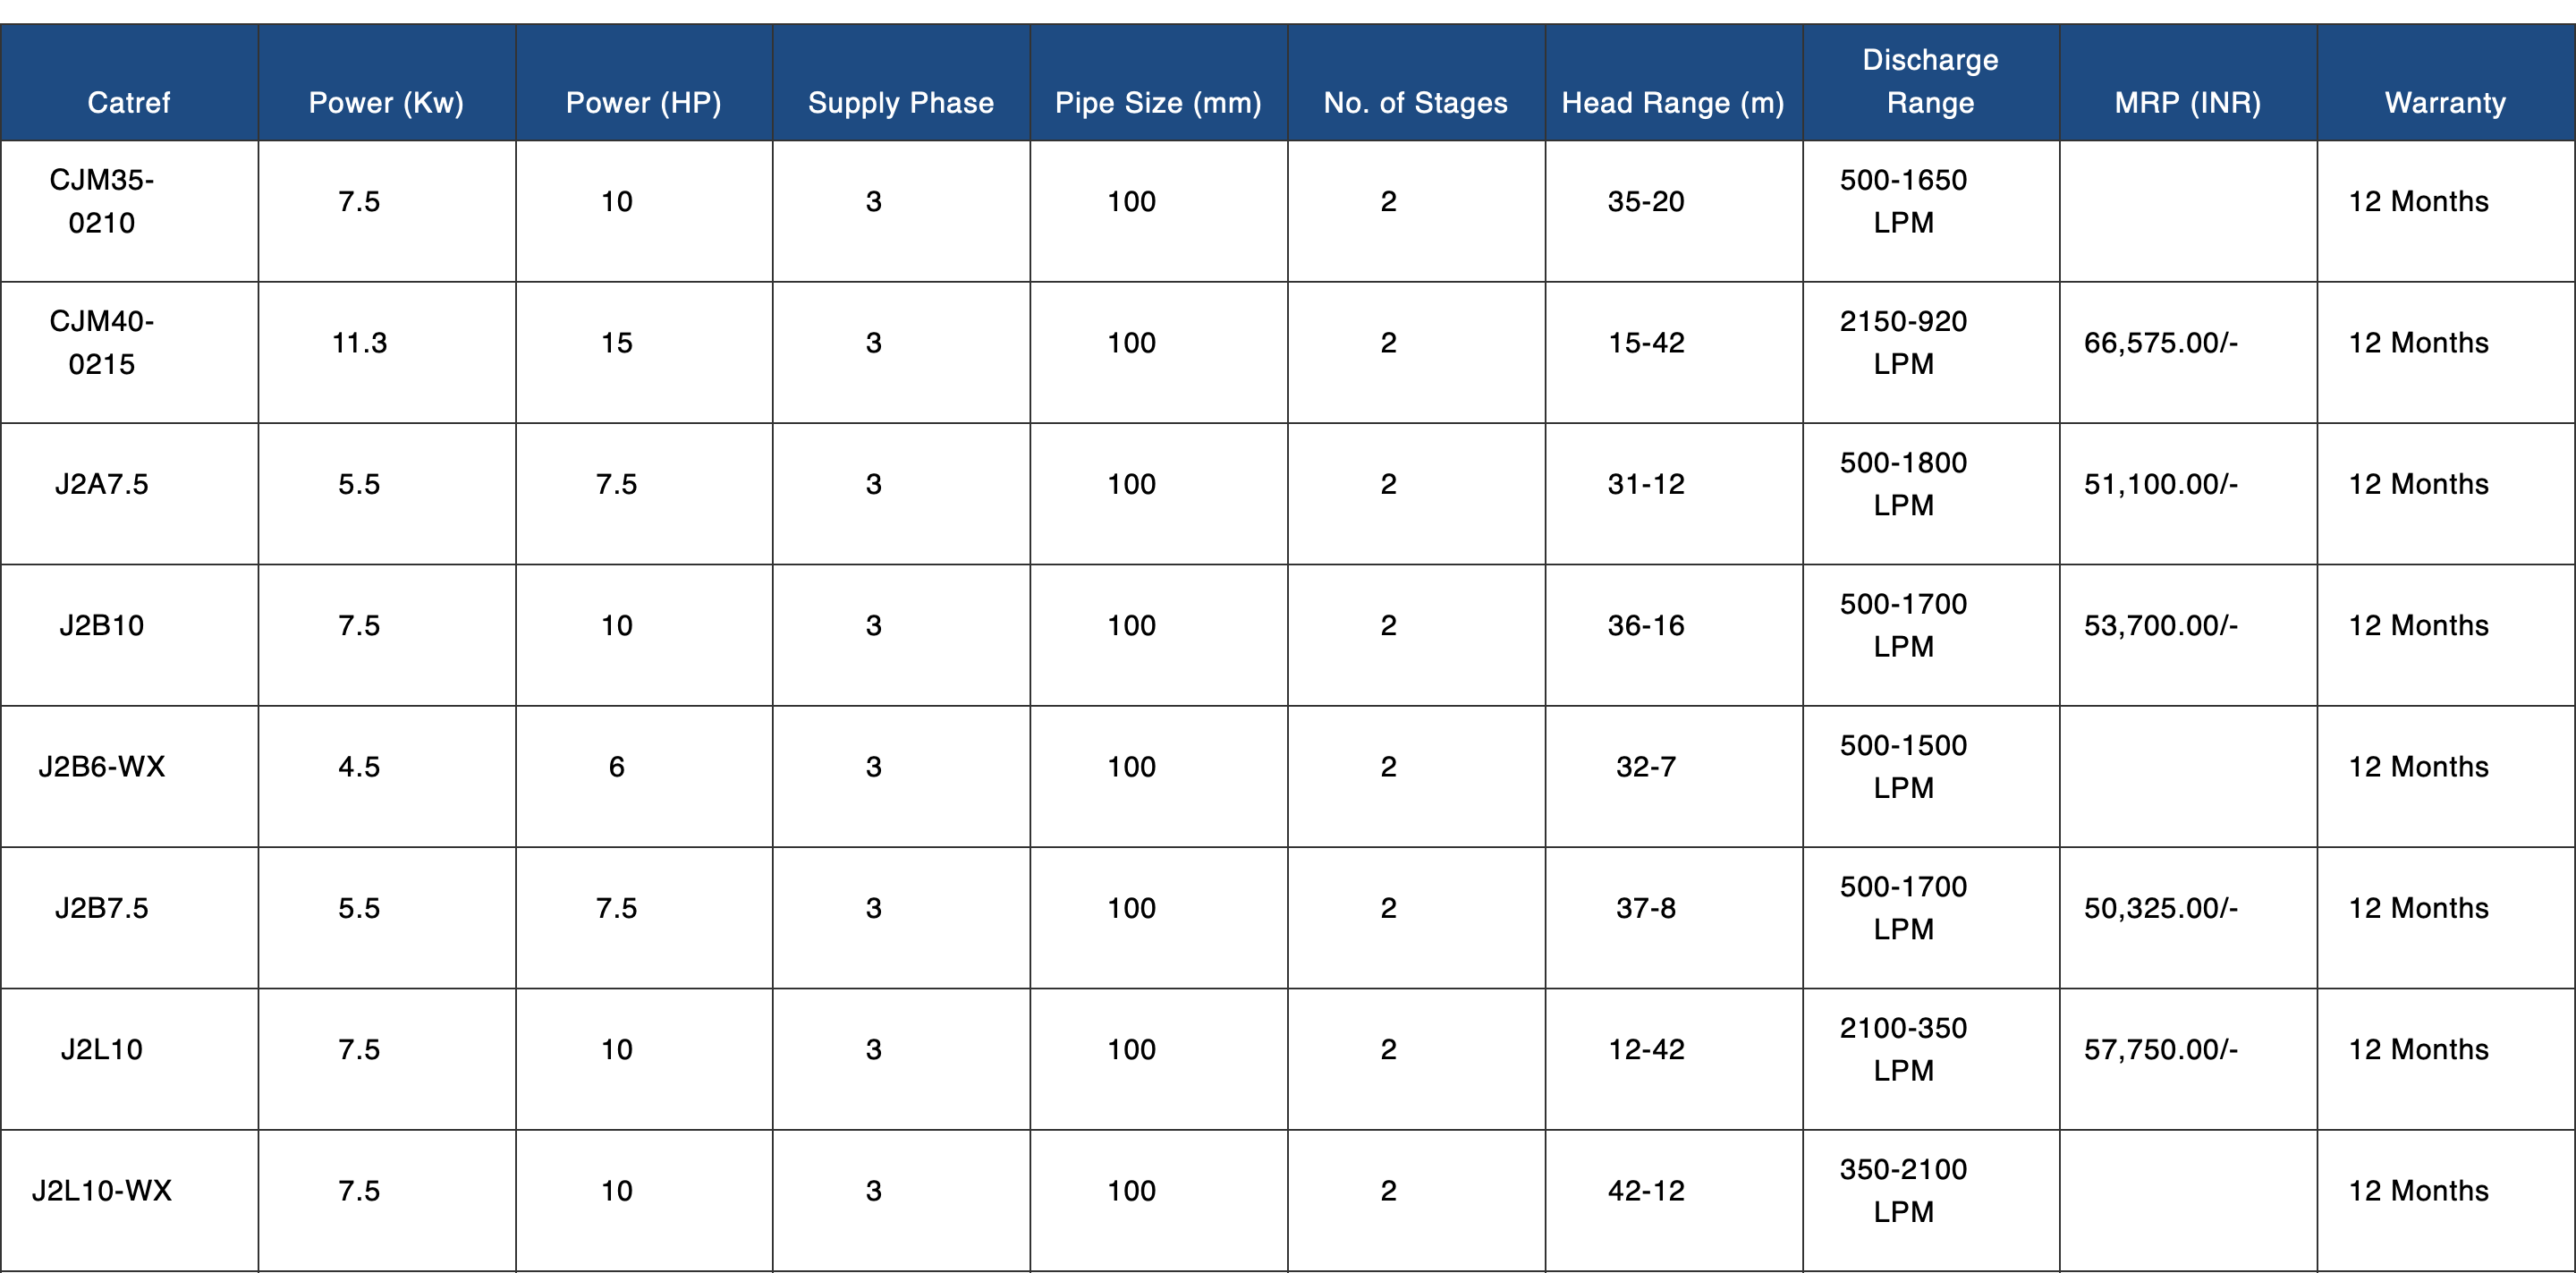 Catref Power (Kw) Power (HP) Supply Phase Pipe Size (mm) No. of Stages Head Range (m) Discharge Range MRP (INR) Warranty
CJM35-0210 7.5 10 3 100 2 35-20 500-1650 LPM 12 Months
CJM40-0215 11.3 15 3 100 2 15-42 2150-920 LPM 66,575.00/- 12 Months
J2A7.5 5.5 7.5 3 100 2 31-12 500-1800 LPM 51,100.00/- 12 Months
J2B10 7.5 10 3 100 2 36-16 500-1700 LPM 53,700.00/- 12 Months
J2B6-WX 4.5 6 3 100 2 32-7 500-1500 LPM 12 Months
J2B7.5 5.5 7.5 3 100 2 37-8 500-1700 LPM 50,325.00/- 12 Months
J2L10 7.5 10 3 100 2 12-42 2100-350 LPM 57,750.00/- 12 Months
J2L10-WX 7.5 10 3 100 2 42-12 350-2100 LPM 12 Months